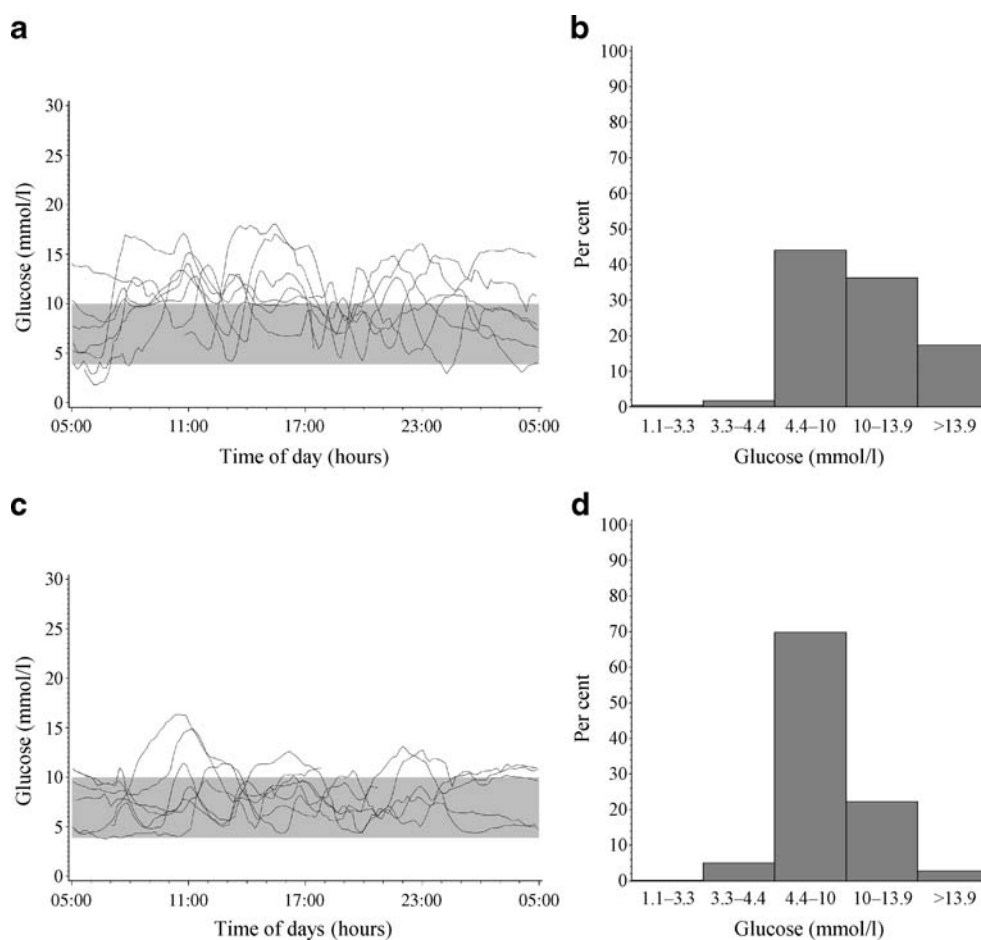 a
30
25
20
15
10
5
0
Glucose (mmol/l)
05:00 11:00 17:00 23:00 05:00
Time of day (hours)
b
100
90
80
70
60
50
40
30
20
10
0
Per cent
1.1–3.3 3.3–4.4 4.4–10 10–13.9 >13.9
Glucose (mmol/l)
c
30
25
20
15
10
5
0
Glucose (mmol/l)
05:00 11:00 17:00 23:00 05:00
Time of days (hours)
d
100
90
80
70
60
50
40
30
20
10
0
Per cent
1.1–3.3 3.3–4.4 4.4–10 10–13.9 >13.9
Glucose (mmol/l)